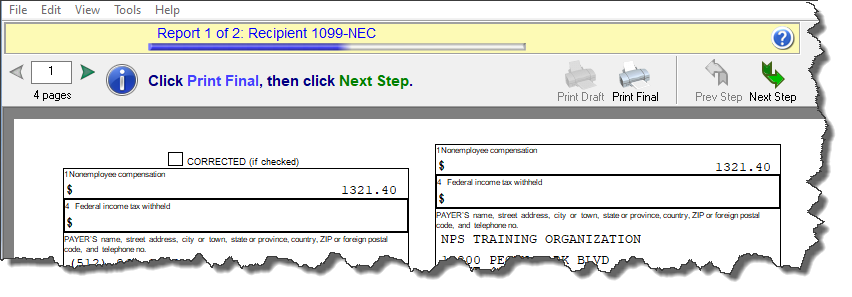 File Edit View Tools Help
Report 1 of 2: Recipient 1099-NEC
?
1
4 pages
Click Print Final, then click Next Step.
Print Draft Print Final Prev Step Next Step
CORRECTED (if checked)
1 Nonemployee compensation
$ 1321.40
4 Federal income tax withheld
$
PAYER'S name, street address, city or town, state or province, country, ZIP or foreign postal
code, and telephone no.
(512)
1 Nonemployee compensation
$ 1321.40
4 Federal income tax withheld
$
PAYER'S name, street address, city or town, state or province, country, ZIP or foreign postal
code, and telephone no.
NPS TRAINING ORGANIZATION
BLVD